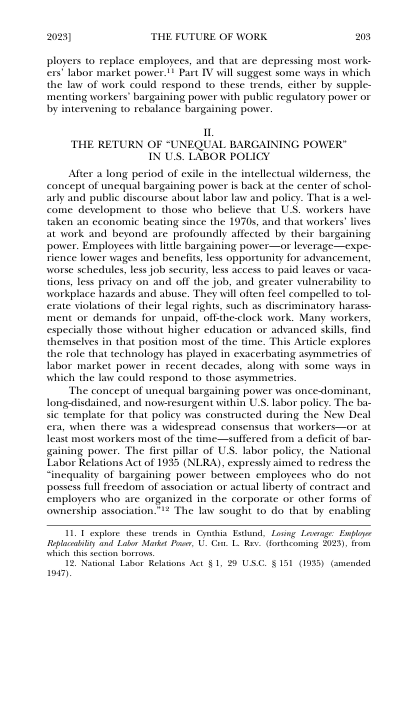 2023] THE FUTURE OF WORK 203
ployers to replace employees, and that are depressing most work-
ers’ labor market power.11 Part IV will suggest some ways in which
the law of work could respond to these trends, either by supple-
menting workers’ bargaining power with public regulatory power or
by intervening to rebalance bargaining power.
II.
THE RETURN OF “UNEQUAL BARGAINING POWER”
IN U.S. LABOR POLICY
After a long period of exile in the intellectual wilderness, the
concept of unequal bargaining power is back at the center of schol-
arly and public discourse about labor law and policy. That is a wel-
come development to those who believe that U.S. workers have
taken an economic beating since the 1970s, and that workers’ lives
at work and beyond are profoundly affected by their bargaining
power. Employees with little bargaining power—or leverage—expe-
rience lower wages and benefits, less opportunity for advancement,
worse schedules, less job security, less access to paid leaves or vaca-
tions, less privacy on and off the job, and greater vulnerability to
workplace hazards and abuse. They will often feel compelled to tol-
erate violations of their legal rights, such as discriminatory harass-
ment or demands for unpaid, off-the-clock work. Many workers,
especially those without higher education or advanced skills, find
themselves in that position most of the time. This Article explores
the role that technology has played in exacerbating asymmetries of
labor market power in recent decades, along with some ways in
which the law could respond to those asymmetries.
The concept of unequal bargaining power was once-dominant,
long-disdained, and now-resurgent within U.S. labor policy. The ba-
sic template for that policy was constructed during the New Deal
era, when there was a widespread consensus that workers—or at
least most workers most of the time—suffered from a deficit of bar-
gaining power. The first pillar of U.S. labor policy, the National
Labor Relations Act of 1935 (NLRA), expressly aimed to redress the
“inequality of bargaining power between employees who do not
possess full freedom of association or actual liberty of contract and
employers who are organized in the corporate or other forms of
ownership association.”12 The law sought to do that by enabling
11. I explore these trends in Cynthia Estlund, Losing Leverage: Employee
Replaceability and Labor Market Power, U. CHI. L. REV. (forthcoming 2023), from
which this section borrows.
12. National Labor Relations Act § 1, 29 U.S.C. § 151 (1935) (amended
1947).